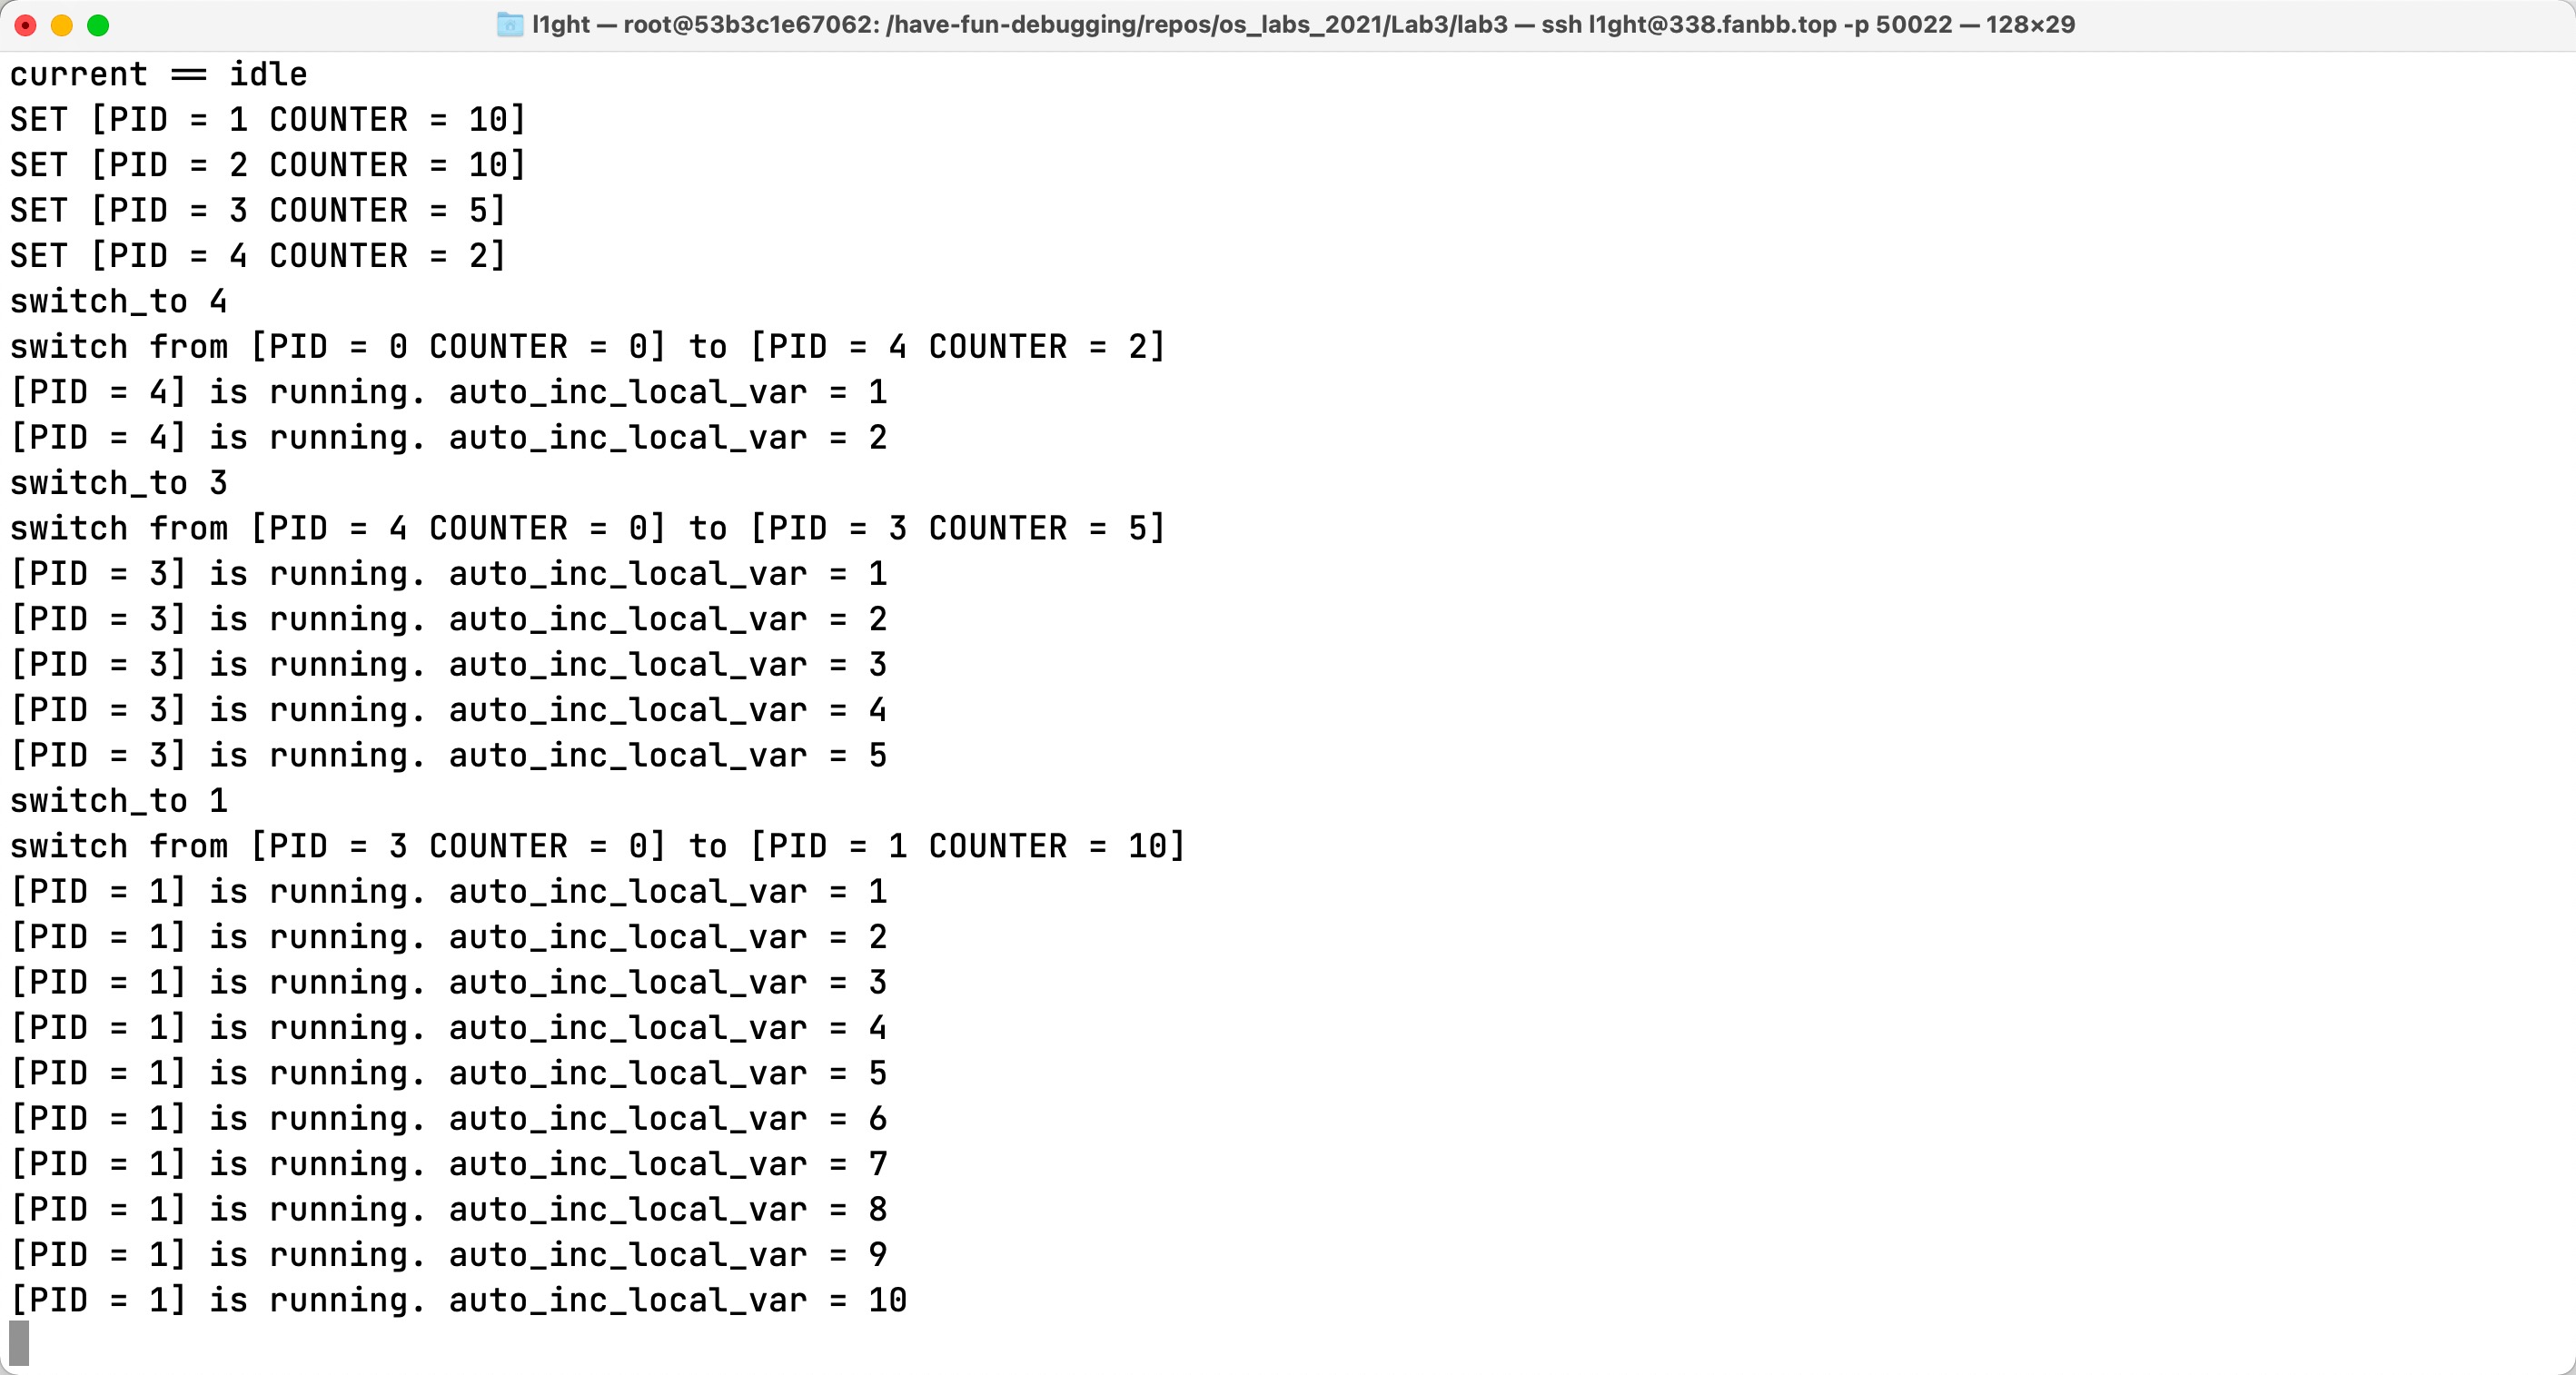 l1ght — root@53b3c1e67062: /have-fun-debugging/repos/os_labs_2021/Lab3/lab3 — ssh l1ght@338.fanbb.top -p 50022 — 128×29
current == idle
SET [PID = 1 COUNTER = 10]
SET [PID = 2 COUNTER = 10]
SET [PID = 3 COUNTER = 5]
SET [PID = 4 COUNTER = 2]
switch_to 4
switch from [PID = 0 COUNTER = 0] to [PID = 4 COUNTER = 2]
[PID = 4] is running. auto_inc_local_var = 1
[PID = 4] is running. auto_inc_local_var = 2
switch_to 3
switch from [PID = 4 COUNTER = 0] to [PID = 3 COUNTER = 5]
[PID = 3] is running. auto_inc_local_var = 1
[PID = 3] is running. auto_inc_local_var = 2
[PID = 3] is running. auto_inc_local_var = 3
[PID = 3] is running. auto_inc_local_var = 4
[PID = 3] is running. auto_inc_local_var = 5
switch_to 1
switch from [PID = 3 COUNTER = 0] to [PID = 1 COUNTER = 10]
[PID = 1] is running. auto_inc_local_var = 1
[PID = 1] is running. auto_inc_local_var = 2
[PID = 1] is running. auto_inc_local_var = 3
[PID = 1] is running. auto_inc_local_var = 4
[PID = 1] is running. auto_inc_local_var = 5
[PID = 1] is running. auto_inc_local_var = 6
[PID = 1] is running. auto_inc_local_var = 7
[PID = 1] is running. auto_inc_local_var = 8
[PID = 1] is running. auto_inc_local_var = 9
[PID = 1] is running. auto_inc_local_var = 10